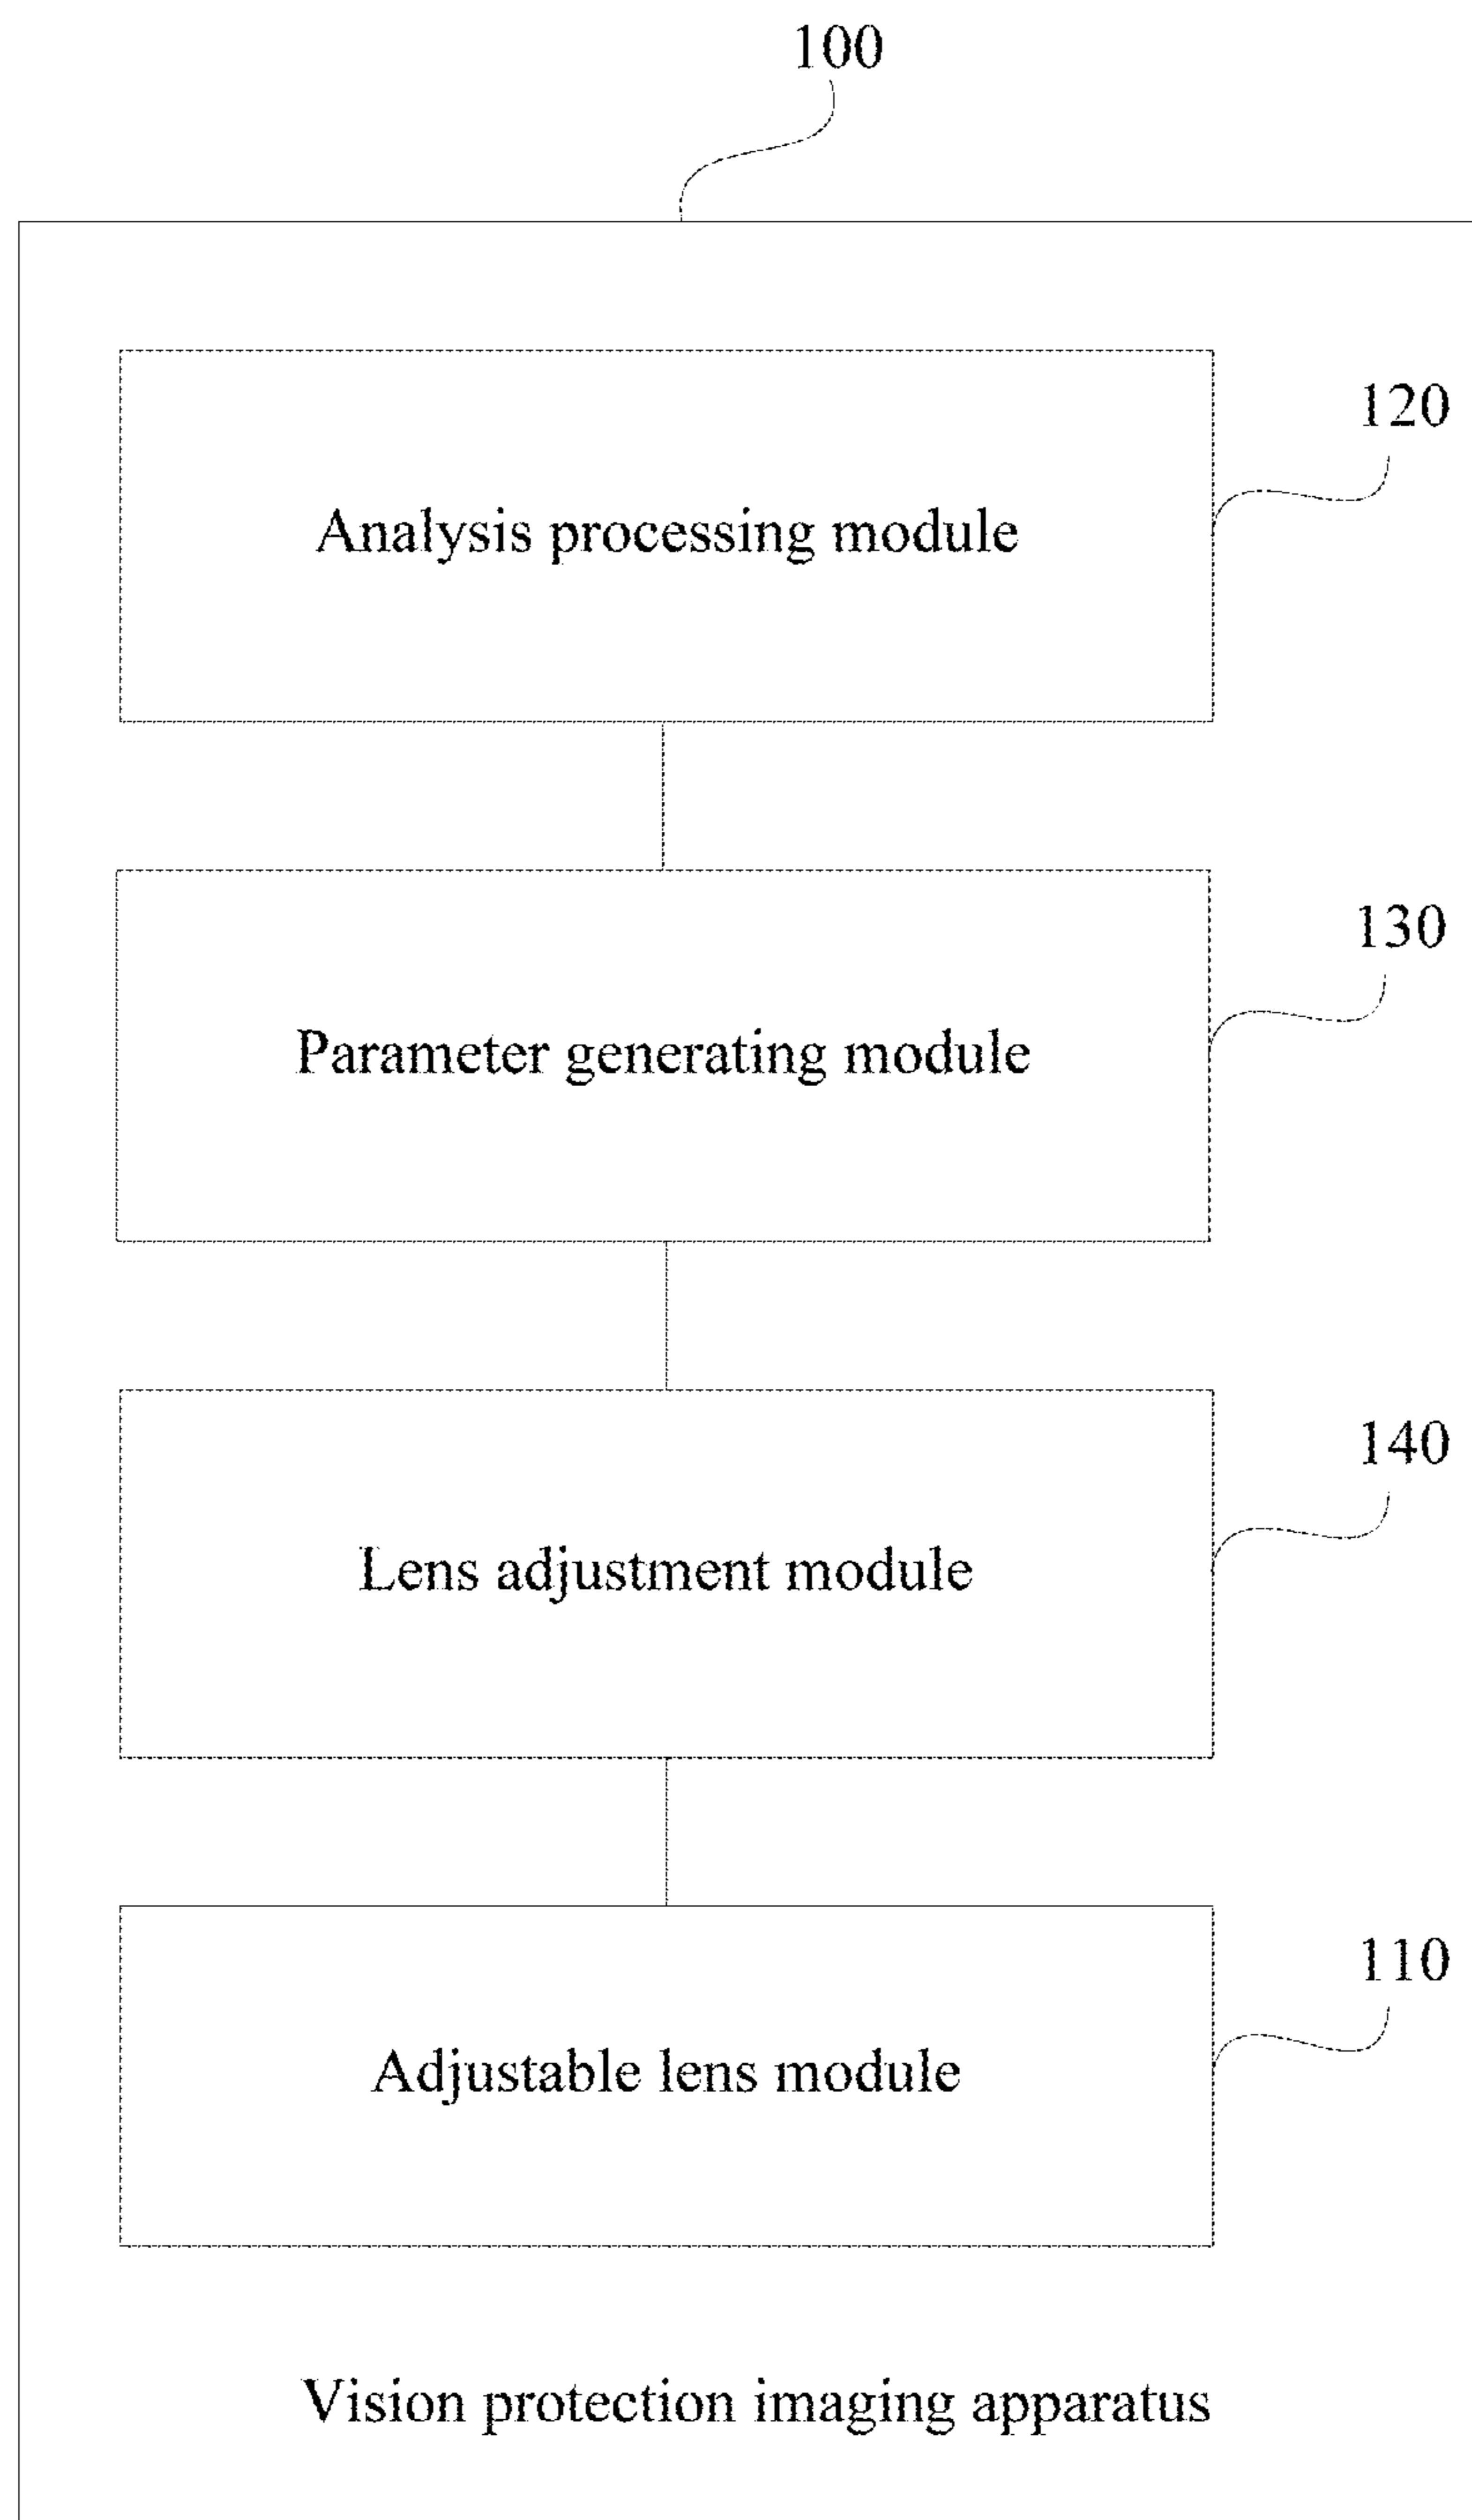 100
120
Analysis processing module
130
Parameter generating module
140
Lens adjustment module
110
Adjustable lens module
Vision protection imaging apparatus